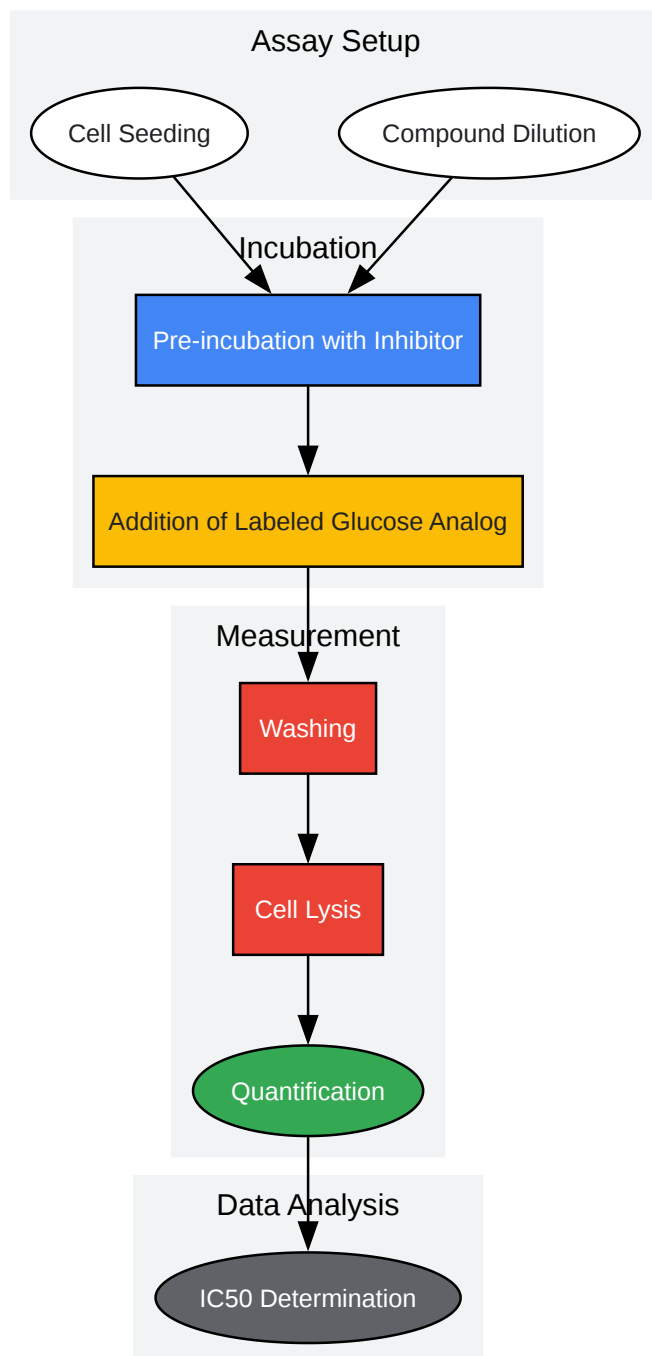 Assay Setup
Cell Seeding
Compound Dilution
Incubation
Pre-incubation with Inhibitor
Addition of Labeled Glucose Analog
Measurement
Washing
Cell Lysis
Quantification
Data Analysis
IC50 Determination